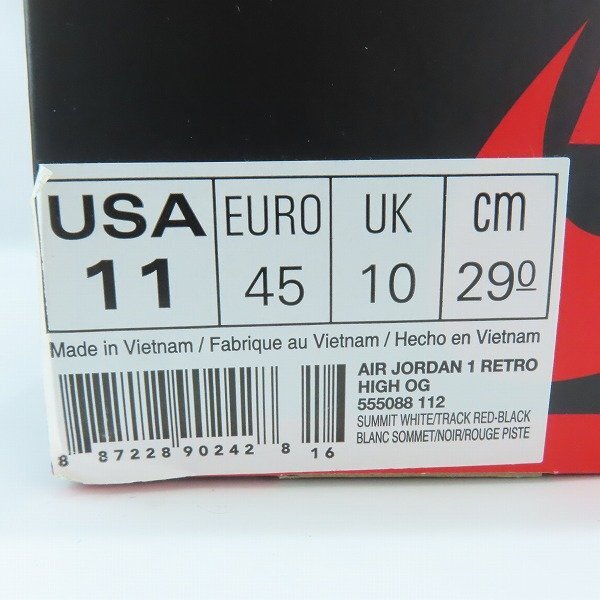 USA EURO UK cm
11 45 10 29 0
Made in Vietnam / Fabrique au Vietnam / Hecho en Vietnam
AIR JORDAN 1 RETRO
HIGH OG
555088 112
SUMMIT WHITE/TRACK RED-BLACK
BLANC SOMMET/NOIR/ROUGE PISTE
8 87228 90242 8 16